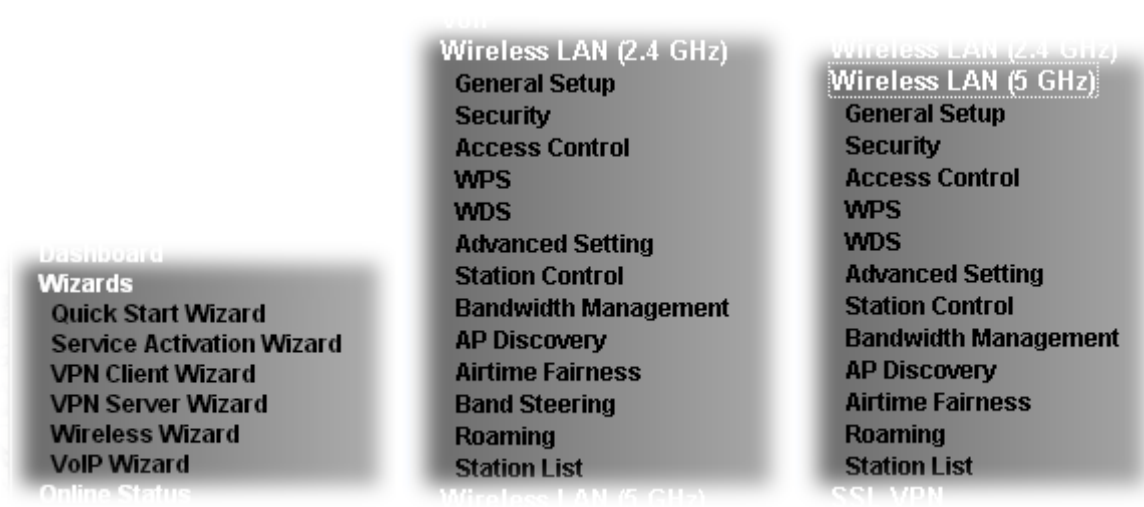 Dashboard
Wizards
Quick Start Wizard
Service Activation Wizard
VPN Client Wizard
VPN Server Wizard
Wireless Wizard
VoIP Wizard
Online Status
VoIP
Wireless LAN (2.4 GHz)
General Setup
Security
Access Control
WPS
WDS
Advanced Setting
Station Control
Bandwidth Management
AP Discovery
Airtime Fairness
Band Steering
Roaming
Station List
Wireless LAN (5 GHz)
Wireless LAN (2.4 GHz)
Wireless LAN (5 GHz)
General Setup
Security
Access Control
WPS
WDS
Advanced Setting
Station Control
Bandwidth Management
AP Discovery
Airtime Fairness
Roaming
Station List
SSL VPN